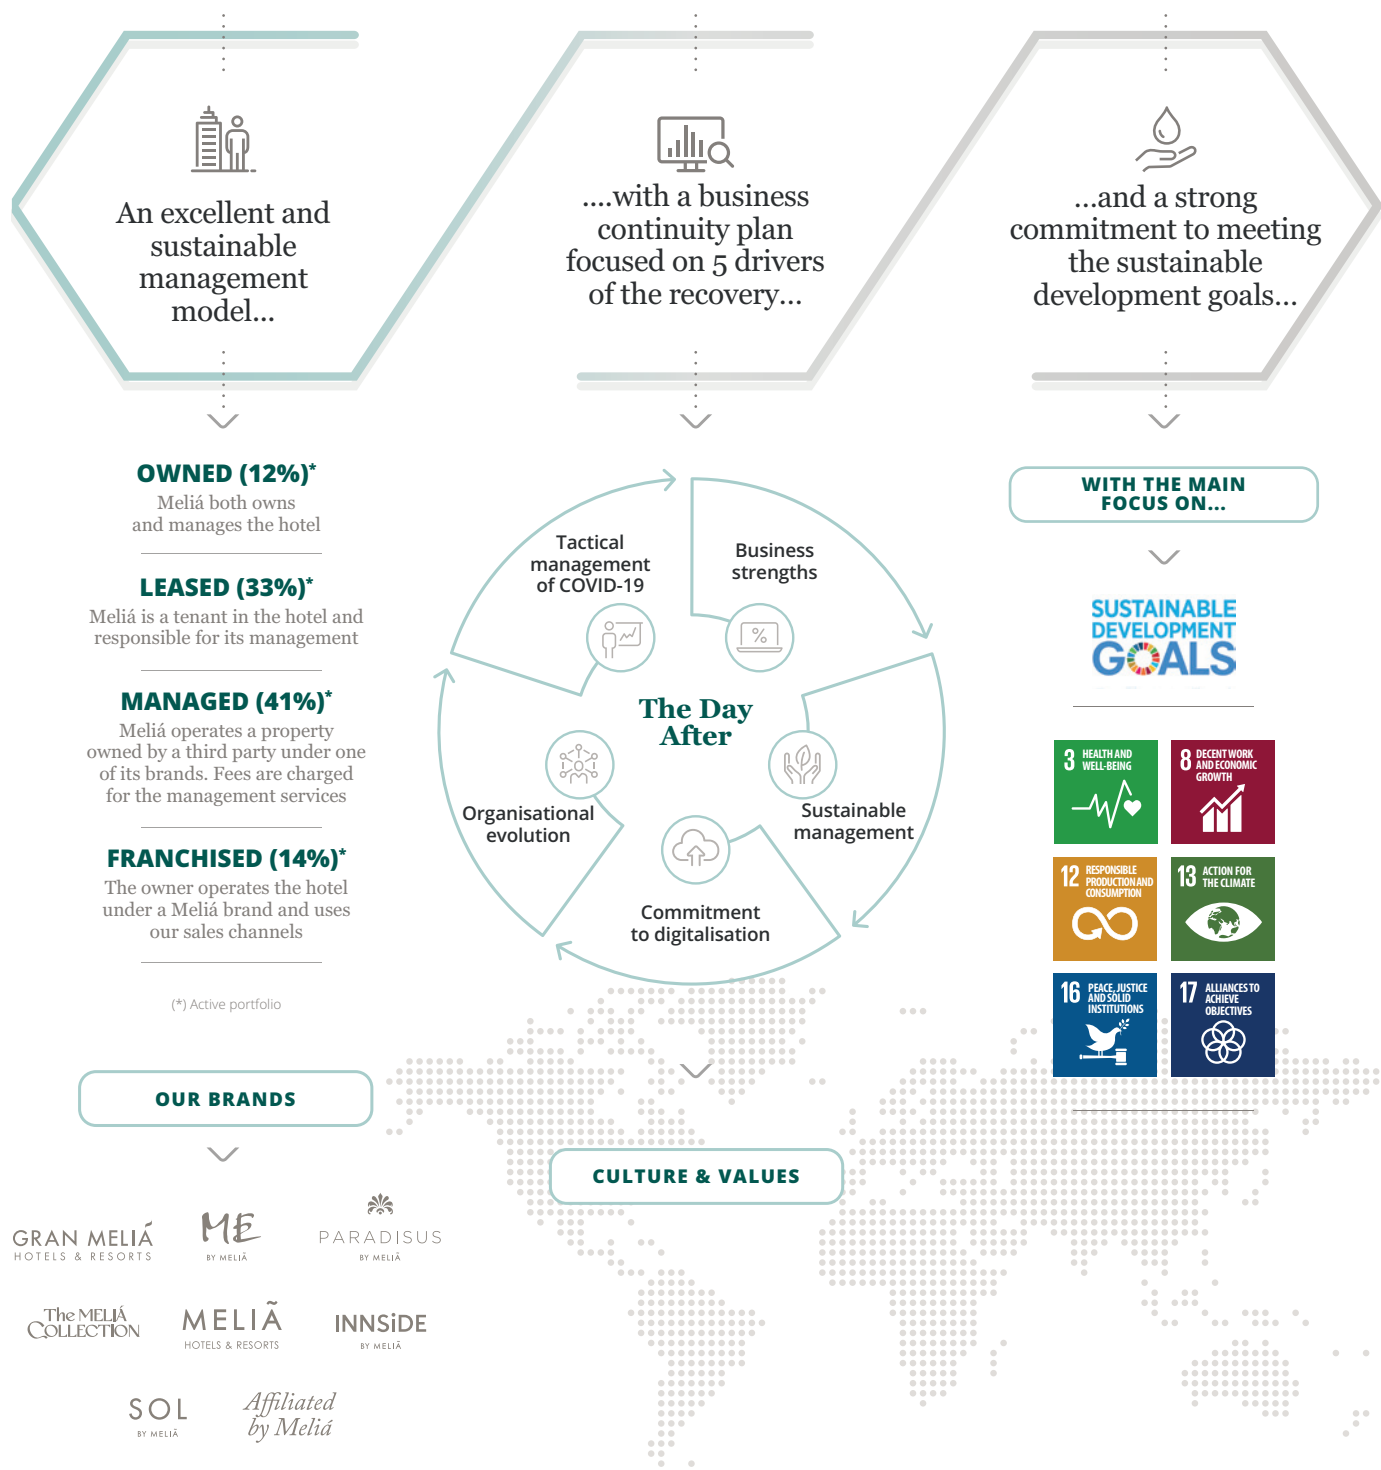 An excellent and
sustainable
management
model...
....with a business
continuity plan
focused on 5 drivers
of the recovery...
...and a strong
commitment to meeting
the sustainable
development goals...
OWNED (12%)*
Meliá both owns
and manages the hotel
LEASED (33%)*
Meliá is a tenant in the hotel and
responsible for its management
MANAGED (41%)*
Meliá operates a property
owned by a third party under one
of its brands. Fees are charged
for the management services
FRANCHISED (14%)*
The owner operates the hotel
under a Meliá brand and uses
our sales channels
(*) Active portfolio
OUR BRANDS
GRAN MELIÁ
HOTELS & RESORTS
ME
BY MELIÃ
PARADISUS
BY MELIÃ
The MELIÁ
COLLECTION
MELIÃ
HOTELS & RESORTS
INNSiDE
BY MELIÃ
SOL
BY MELIÃ
Affiliated
by Meliá
Tactical
management
of COVID-19
Business
strengths
%
The Day
After
Organisational
evolution
Sustainable
management
Commitment
to digitalisation
CULTURE & VALUES
WITH THE MAIN
FOCUS ON...
SUSTAINABLE
DEVELOPMENT
GOALS
3 HEALTH AND
WELL-BEING
8 DECENT WORK
AND ECONOMIC
GROWTH
12 RESPONSIBLE
PRODUCTION AND
CONSUMPTION
13 ACTION FOR
THE CLIMATE
16 PEACE, JUSTICE
AND SOLID
INSTITUTIONS
17 ALLIANCES TO
ACHIEVE
OBJECTIVES